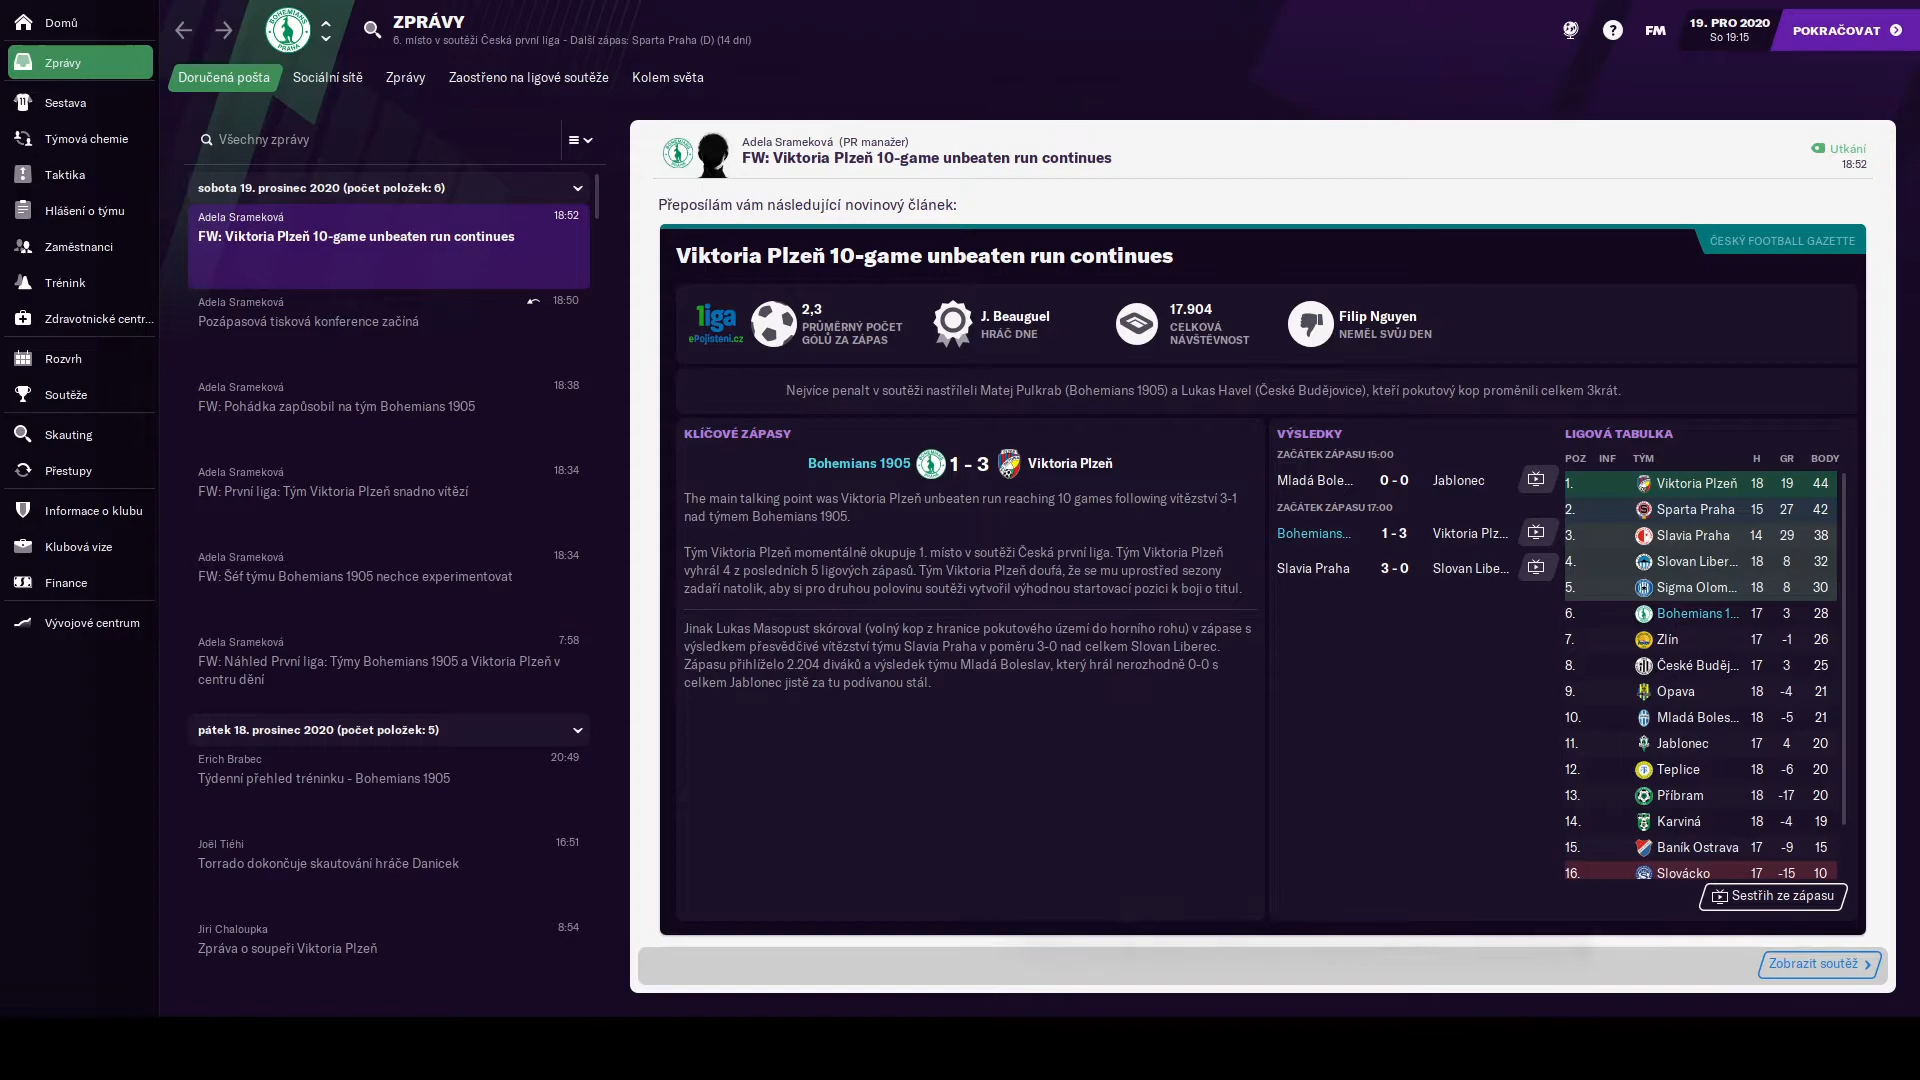 Domů
Zprávy
Sestava
Týmová chemie
Taktika
Hlášení o týmu
Zaměstnanci
Trénink
Zdravotnické centr...
Rozvrh
Soutěže
Skauting
Přestupy
Informace o klubu
Klubová vize
Finance
Vývojové centrum
ZPRÁVY
6. místo v soutěži Česká první liga - Další zápas: Sparta Praha (D) (14 dní)
FM
19. PRO 2020
So 19:15
POKRAČOVAT
Doručená pošta Sociální sítě Zprávy Zaostřeno na ligové soutěže Kolem světa
Všechny zprávy
sobota 19. prosinec 2020 (počet položek: 6)
Adela Srameková 18:52
FW: Viktoria Plzeň 10-game unbeaten run continues
Adela Srameková 18:50
Pozápasová tisková konference začíná
Adela Srameková 18:38
FW: Pohádka zapůsobil na tým Bohemians 1905
Adela Srameková 18:34
FW: První liga: Tým Viktoria Plzeň snadno vítězí
Adela Srameková 18:34
FW: Šéf týmu Bohemians 1905 nechce experimentovat
Adela Srameková 7:58
FW: Náhled První liga: Týmy Bohemians 1905 a Viktoria Plzeň v
centru dění
pátek 18. prosinec 2020 (počet položek: 5)
Erich Brabec 20:49
Týdenní přehled tréninku - Bohemians 1905
Joël Tiéhi 16:51
Torrado dokončuje skautování hráče Danicek
Jiri Chaloupka 8:54
Zpráva o soupeři Viktoria Plzeň
Adela Srameková (PR manažer)
FW: Viktoria Plzeň 10-game unbeaten run continues
Utkání
18:52
Přeposílám vám následující novinový článek:
ČESKÝ FOOTBALL GAZETTE
Viktoria Plzeň 10-game unbeaten run continues
1liga
ePojisteni.cz
2,3
PRŮMĚRNÝ POČET
GÓLŮ ZA ZÁPAS
J. Beauguel
HRÁČ DNE
17.904
CELKOVÁ
NÁVŠTĚVNOST
Filip Nguyen
NEMĚL SVŮJ DEN
Nejvíce penalt v soutěži nastříleli Matej Pulkrab (Bohemians 1905) a Lukas Havel (České Budějovice), kteří pokutový kop proměnili celkem 3krát.
KLÍČOVÉ ZÁPASY
Bohemians 1905 1 - 3 Viktoria Plzeň
The main talking point was Viktoria Plzeň unbeaten run reaching 10 games following vítězství 3-1
nad týmem Bohemians 1905.
Tým Viktoria Plzeň momentálně okupuje 1. místo v soutěži Česká první liga. Tým Viktoria Plzeň
vyhrál 4 z posledních 5 ligových zápasů. Tým Viktoria Plzeň doufá, že se mu uprostřed sezony
zadaří natolik, aby si pro druhou polovinu soutěži vytvořil výhodnou startovací pozici k boji o titul.
Jinak Lukas Masopust skóroval (volný kop z hranice pokutového území do horního rohu) v zápase s
výsledkem přesvědčivé vítězství týmu Slavia Praha v poměru 3-0 nad celkem Slovan Liberec.
Zápasu přihlíželo 2.204 diváků a výsledek týmu Mladá Boleslav, který hrál nerozhodně 0-0 s
celkem Jablonec jistě za tu podívanou stál.
VÝSLEDKY
ZAČÁTEK ZÁPASU 15:00
Mladá Bole... 0 - 0 Jablonec
ZAČÁTEK ZÁPASU 17:00
Bohemians... 1 - 3 Viktoria Plz...
Slavia Praha 3 - 0 Slovan Libe...
LIGOVÁ TABULKA
POZ INF TÝM H GR BODY
1. Viktoria Plzeň 18 19 44
2. Sparta Praha 15 27 42
3. Slavia Praha 14 29 38
4. Slovan Liber... 18 8 32
5. Sigma Olom... 18 8 30
6. Bohemians 1... 17 3 28
7. Zlín 17 -1 26
8. České Buděj... 17 3 25
9. Opava 18 -4 21
10. Mladá Boles... 18 -5 21
11. Jablonec 17 4 20
12. Teplice 18 -6 20
13. Příbram 18 -17 20
14. Karviná 18 -4 19
15. Baník Ostrava 17 -9 15
16. Slovácko 17 -15 10
Sestřih ze zápasu
Zobrazit soutěž